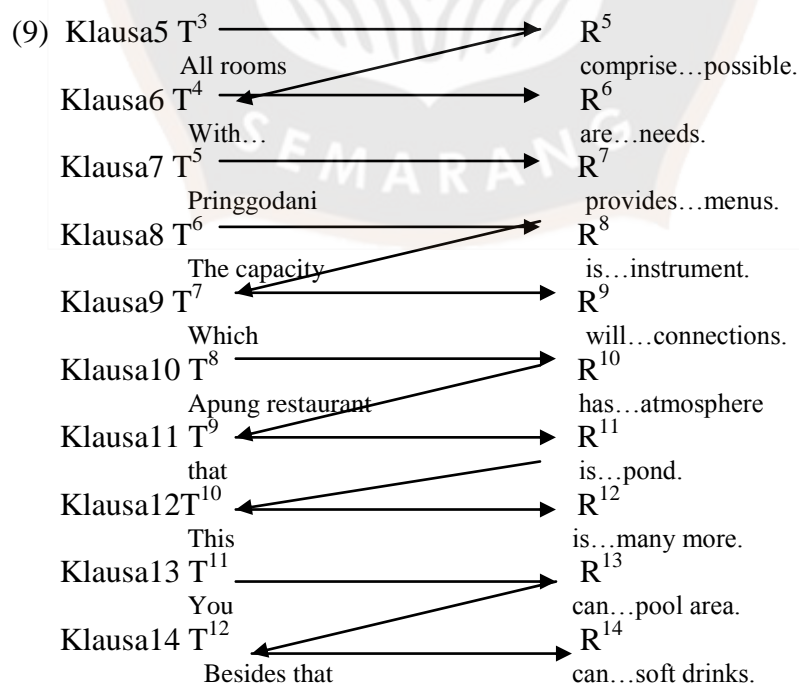 (9) Klausa5 T³ R⁵
All rooms comprise…possible.
Klausa6 T⁴ R⁶
With… are…needs.
Klausa7 T⁵ R⁷
Pringgodani provides…menus.
Klausa8 T⁶ R⁸
The capacity is…instrument.
Klausa9 T⁷ R⁹
Which will…connections.
Klausa10 T⁸ R¹⁰
Apung restaurant has…atmosphere
Klausa11 T⁹ R¹¹
that is…pond.
Klausa12T¹⁰ R¹²
This is…many more.
Klausa13 T¹¹ R¹³
You can…pool area.
Klausa14 T¹² R¹⁴
Besides that can…soft drinks.
SEMARANG